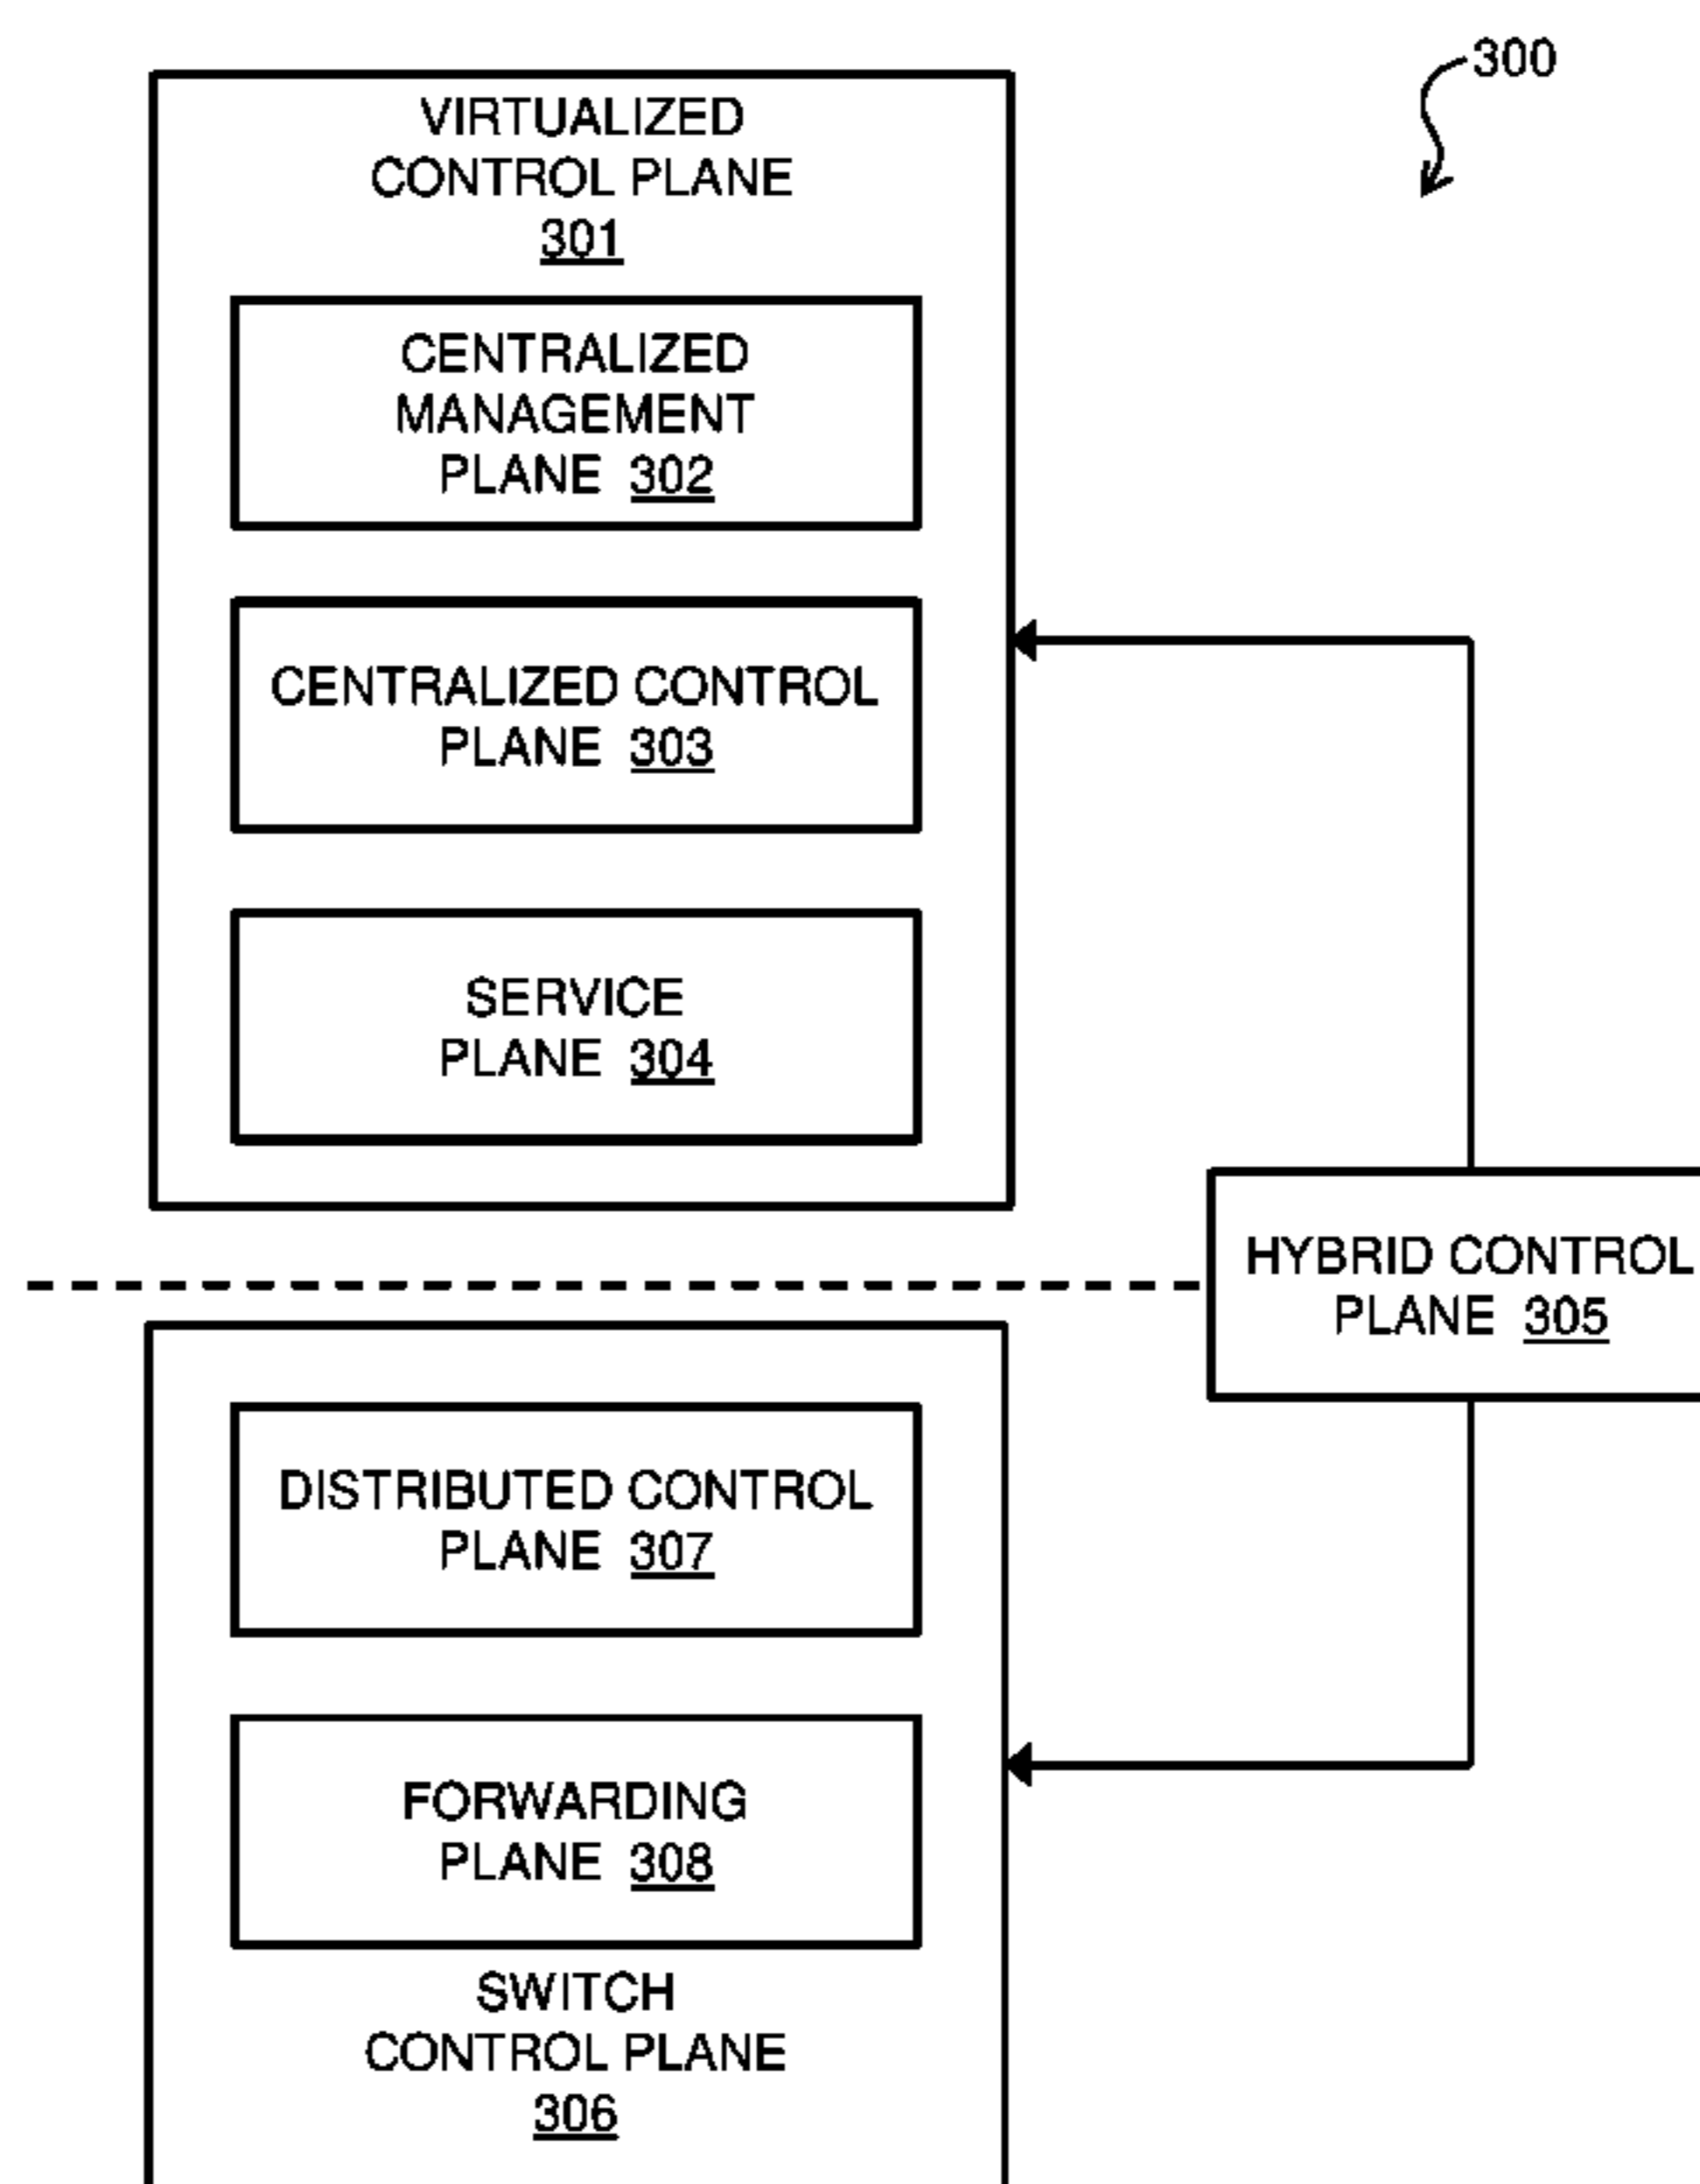 300
VIRTUALIZED
CONTROL PLANE
301
CENTRALIZED
MANAGEMENT
PLANE 302
CENTRALIZED CONTROL
PLANE 303
SERVICE
PLANE 304
HYBRID CONTROL
PLANE 305
DISTRIBUTED CONTROL
PLANE 307
FORWARDING
PLANE 308
SWITCH
CONTROL PLANE
306